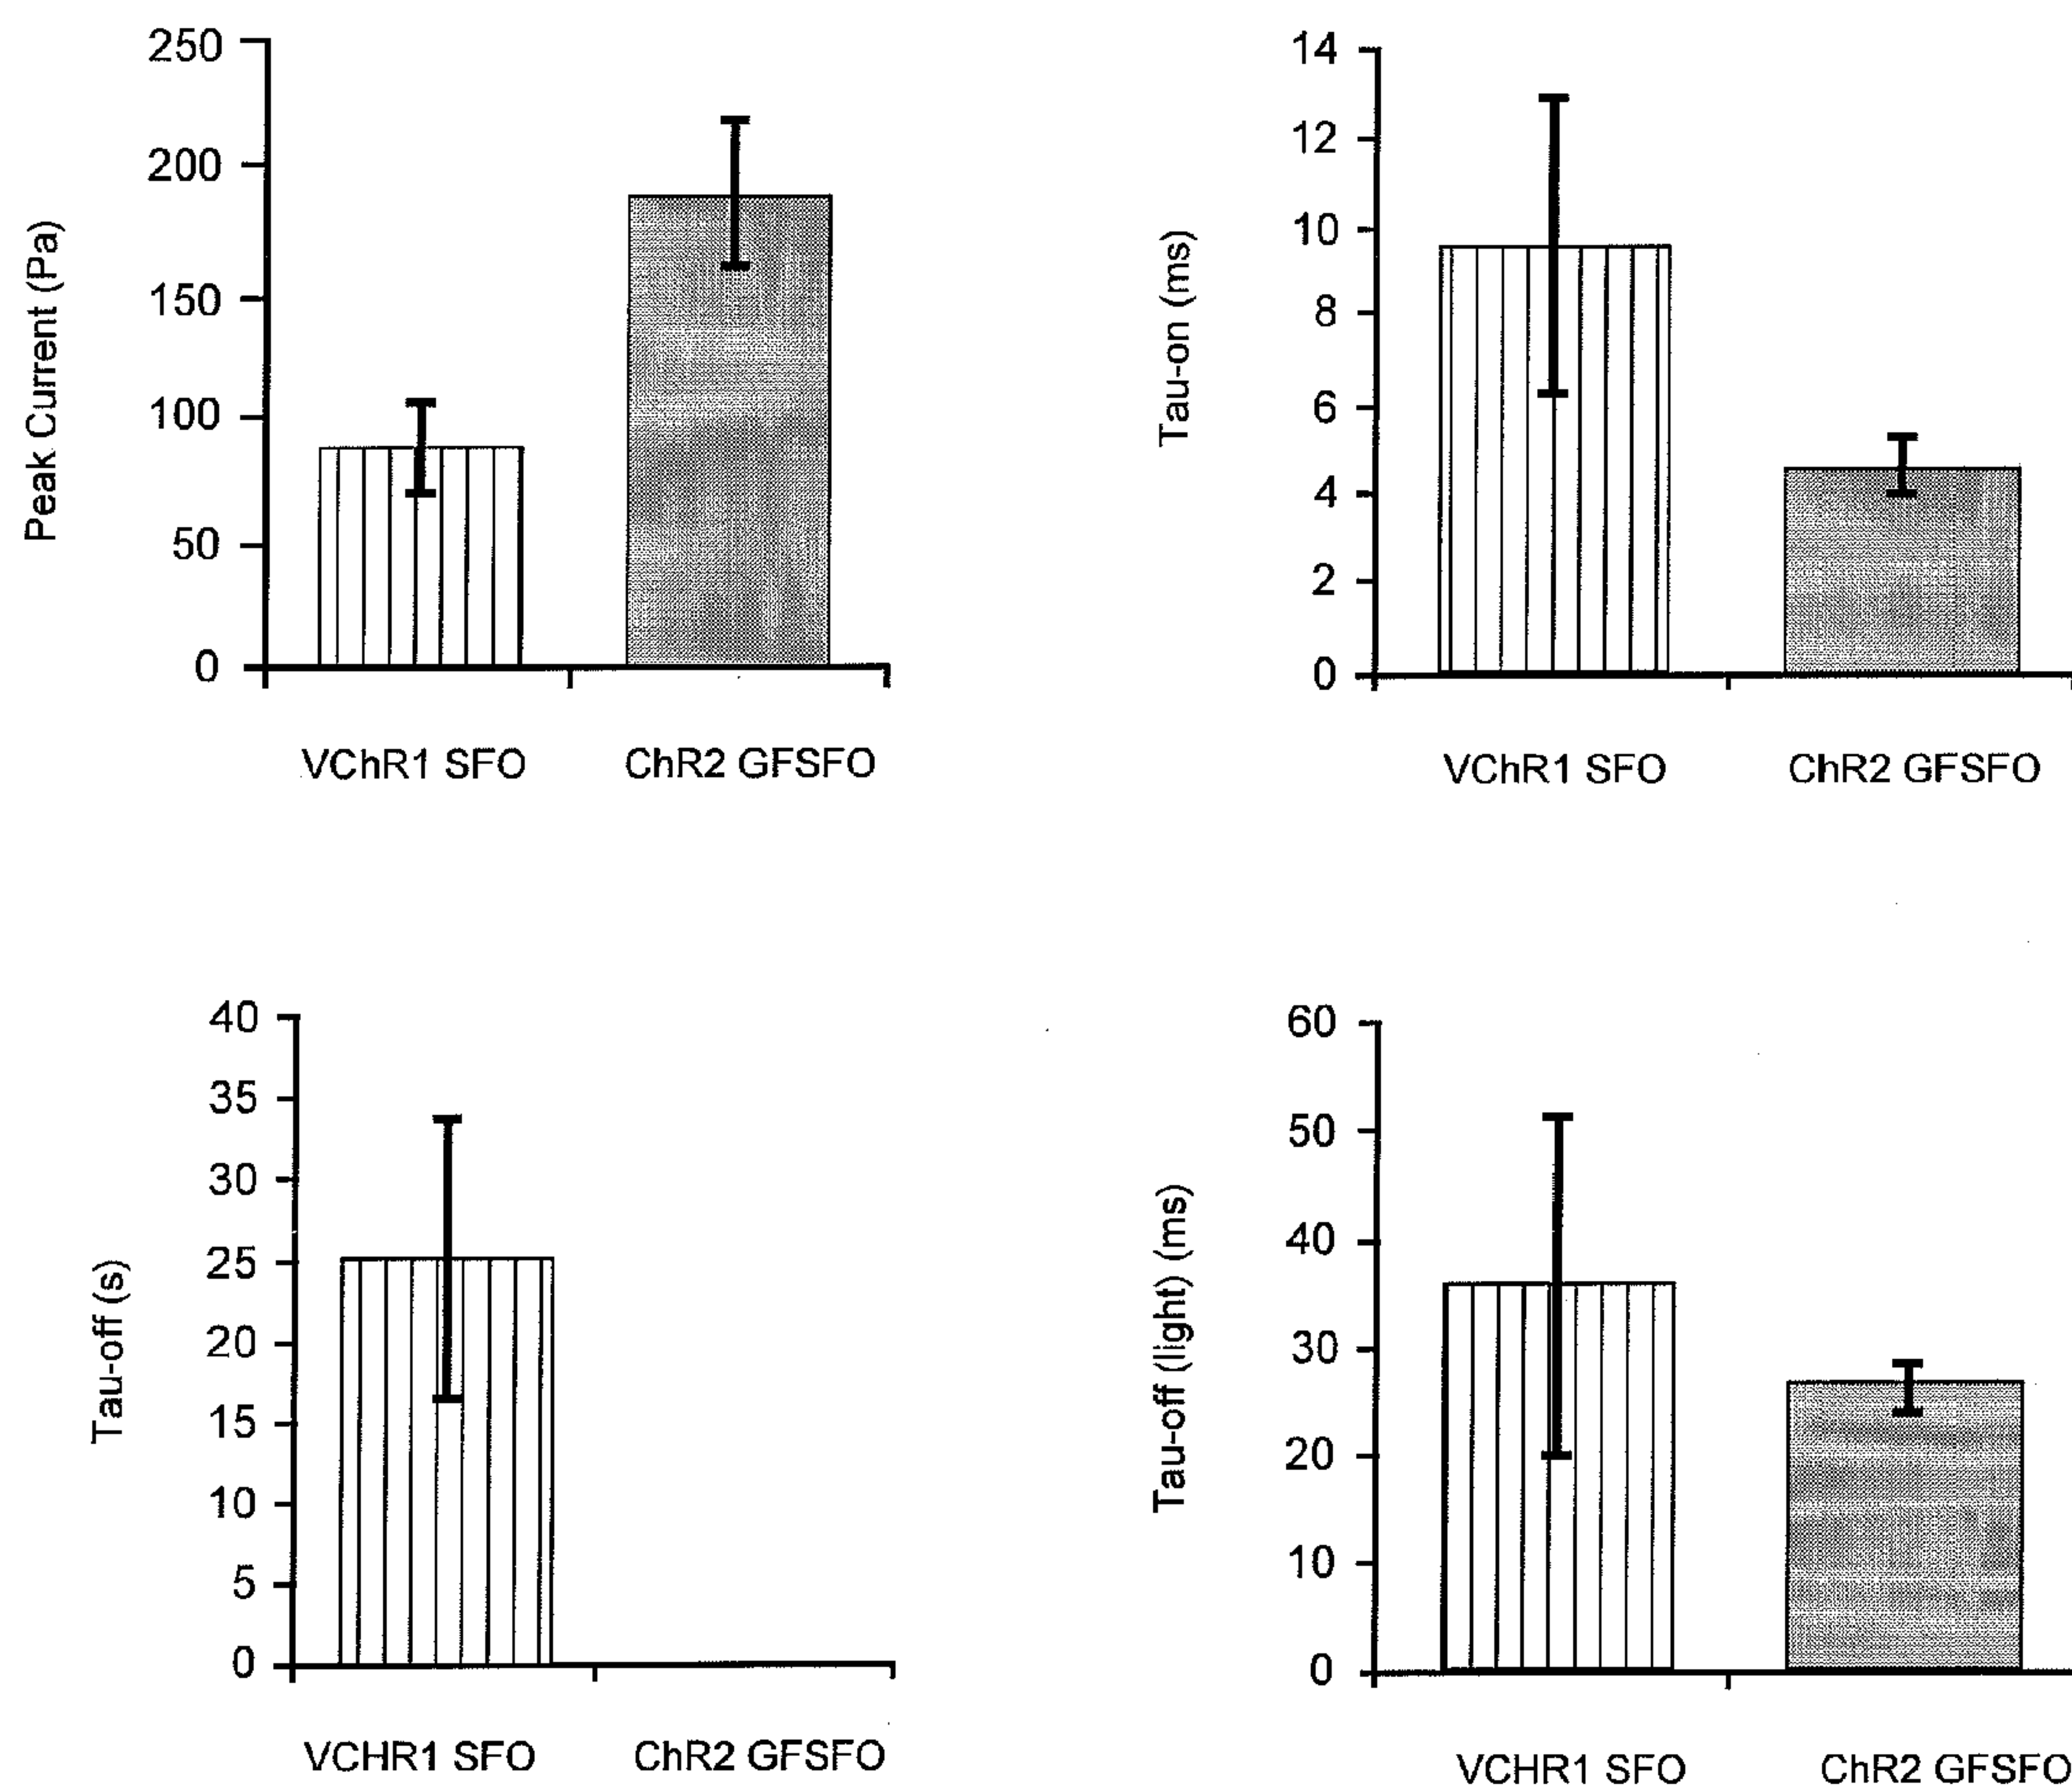 Peak Current (Pa)
250
200
150
100
50
0
VChR1 SFO
ChR2 GFSFO
Tau-on (ms)
14
12
10
8
6
4
2
0
VChR1 SFO
ChR2 GFSFO
Tau-off (s)
40
35
30
25
20
15
10
5
0
VCHR1 SFO
ChR2 GFSFO
Tau-off (light) (ms)
60
50
40
30
20
10
0
VCHR1 SFO
ChR2 GFSFO